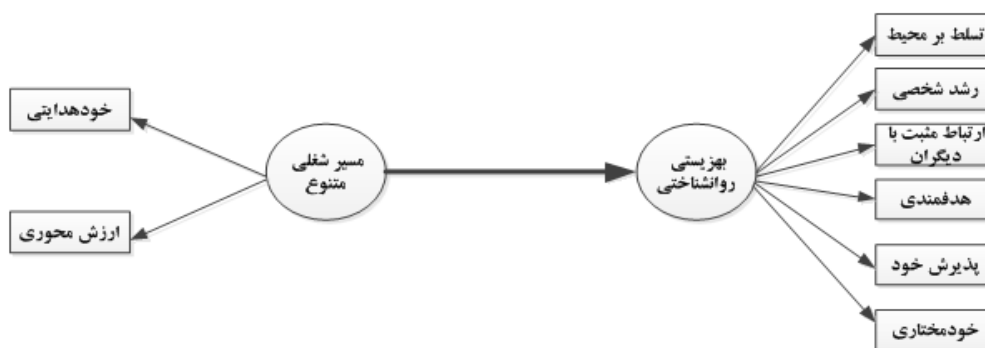 تسلط بر محیط
رشد شخصی
ارتباط مثبت با
دیگران
هدفمندی
پذیرش خود
خودمختاری
بهزیستی
روانشناختی
مسیر شغلی
متنوع
خودهدایتی
ارزش محوری